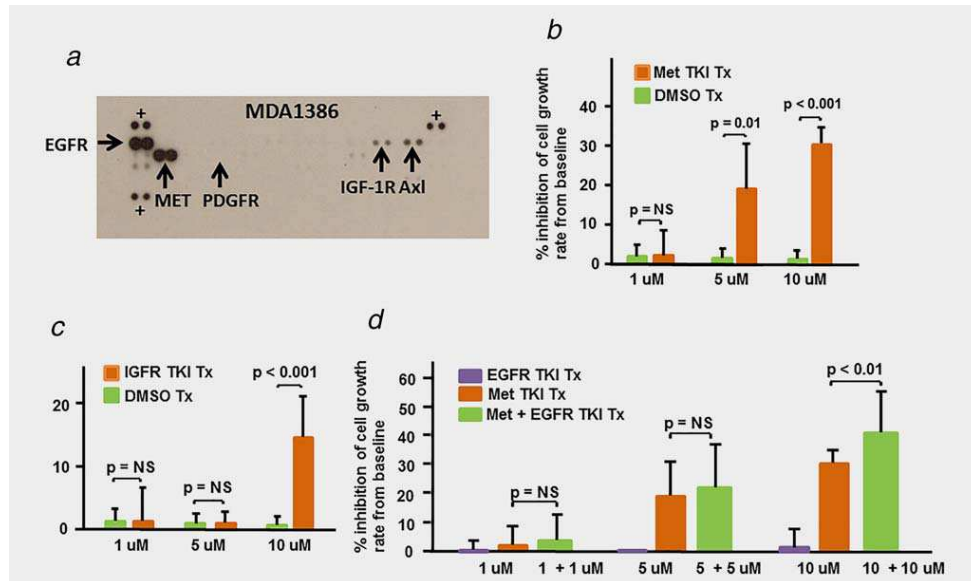 a
MDA1386
+
+
EGFR
IGF-1R Axl
MET PDGFR
+
b
% inhibition of cell growth
rate from baseline
Met TKI Tx
DMSO Tx
40
30
20
10
0
p = NS
p = 0.01
p < 0.001
1 uM
5 uM
10 uM
c
IGFR TKI Tx
DMSO Tx
20
10
0
p = NS
p = NS
p < 0.001
1 uM
5 uM
10 uM
d
% inhibition of cell growth
rate from baseline
EGFR TKI Tx
Met TKI Tx
Met + EGFR TKI Tx
60
50
40
30
20
10
0
p = NS
p = NS
p < 0.01
1 uM
1 + 1 uM
5 uM
5 + 5 uM
10 uM
10 + 10 uM